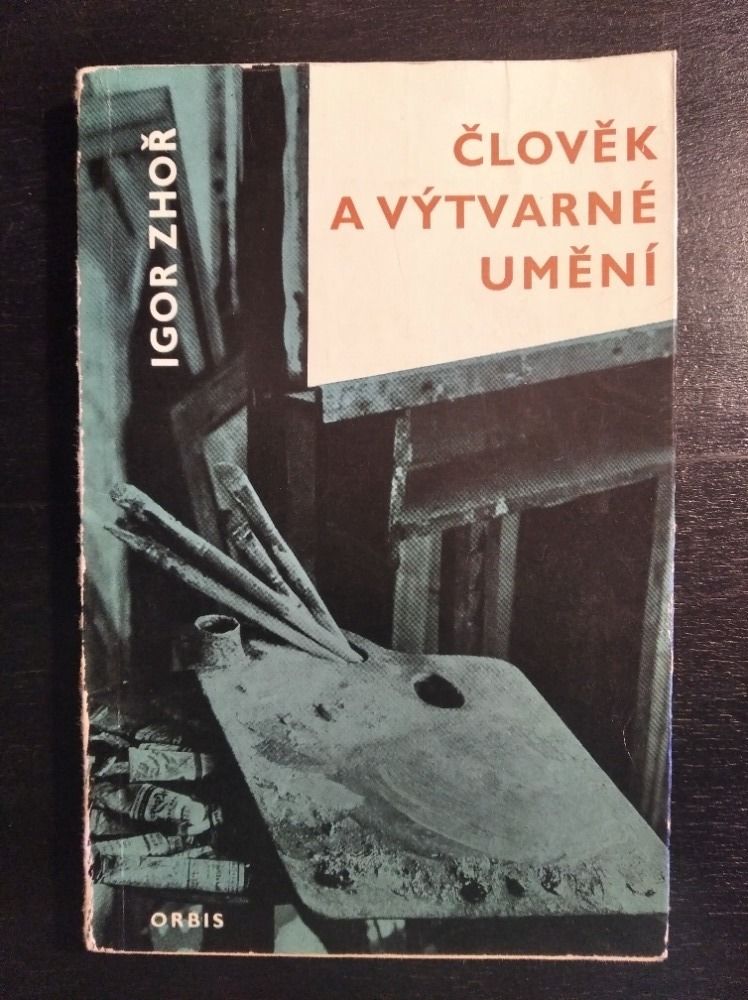 IGOR ZHOŘ
ČLOVĚK
A VÝTVARNÉ
UMĚNÍ
ORBIS